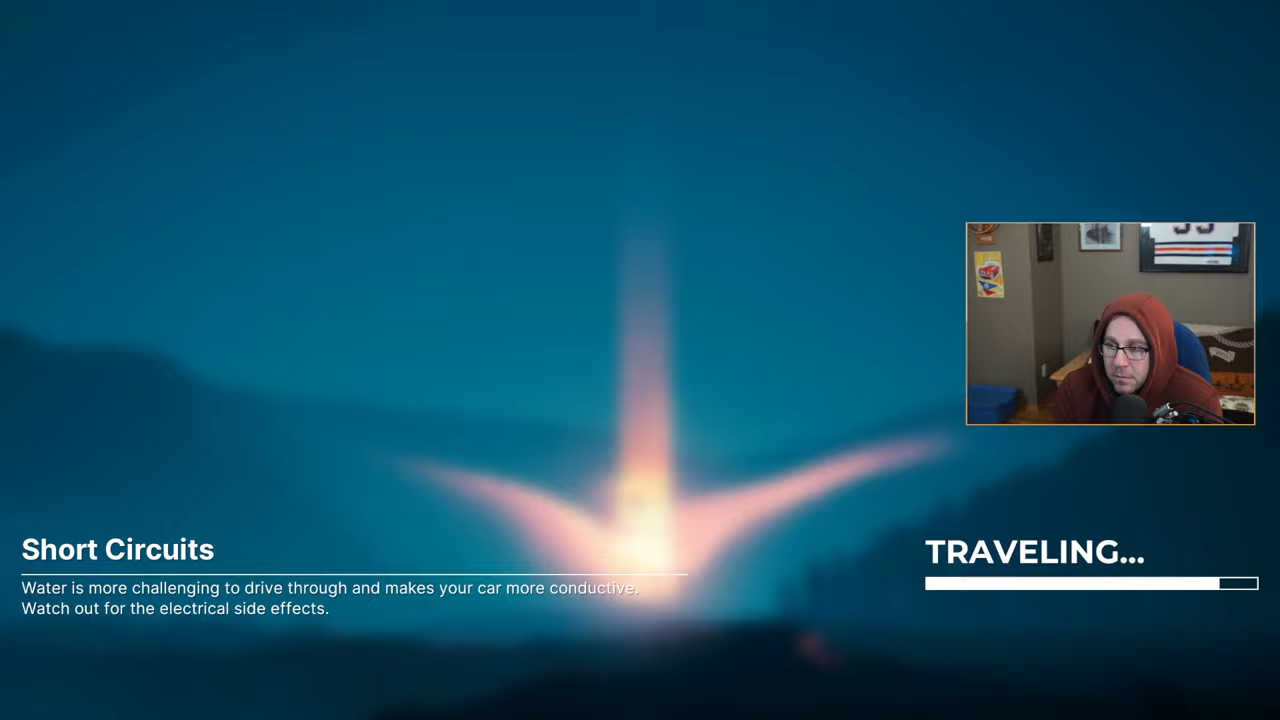 Short Circuits
Water is more challenging to drive through and makes your car more conductive.
Watch out for the electrical side effects.
TRAVELING...